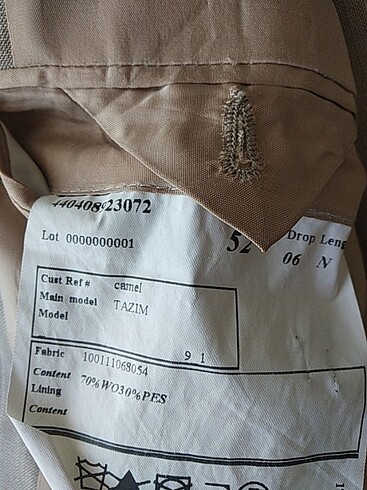 440408923072
Lot 0000000001
52
Drop Leng
06 N
Cust Ref # camel
Main model TAZIM
Model
9 1
Fabric 100111068054
Content 70%WO30%PES
Lining
Content